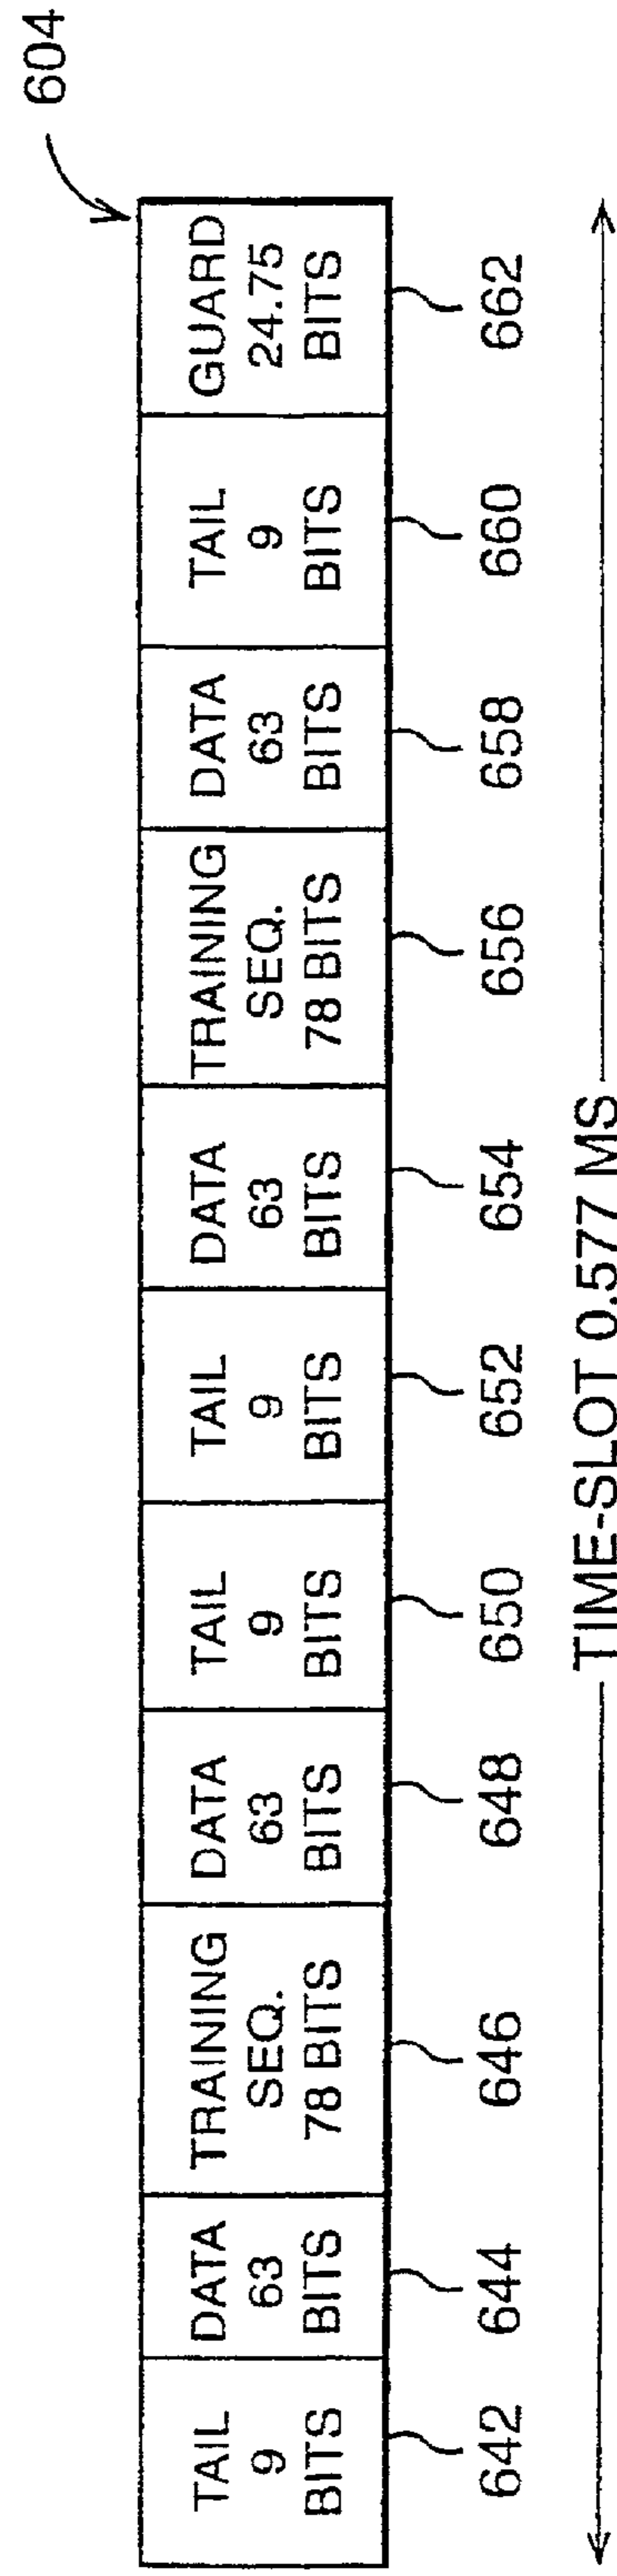 604
TAIL
9
BITS
DATA
63
BITS
TRAINING
SEQ.
78 BITS
DATA
63
BITS
TAIL
9
BITS
TAIL
9
BITS
DATA
63
BITS
TRAINING
SEQ.
78 BITS
DATA
63
BITS
TAIL
9
BITS
GUARD
24.75
BITS
642
644
646
648
650
652
654
656
658
660
662
TIME-SLOT 0.577 MS